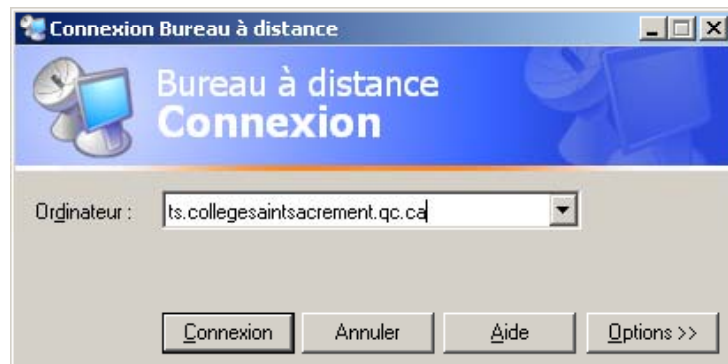 Connexion Bureau à distance
Bureau à distance
Connexion
Ordinateur : ts.collegesaintsacrement.qc.ca
Connexion Annuler Aide Options >>